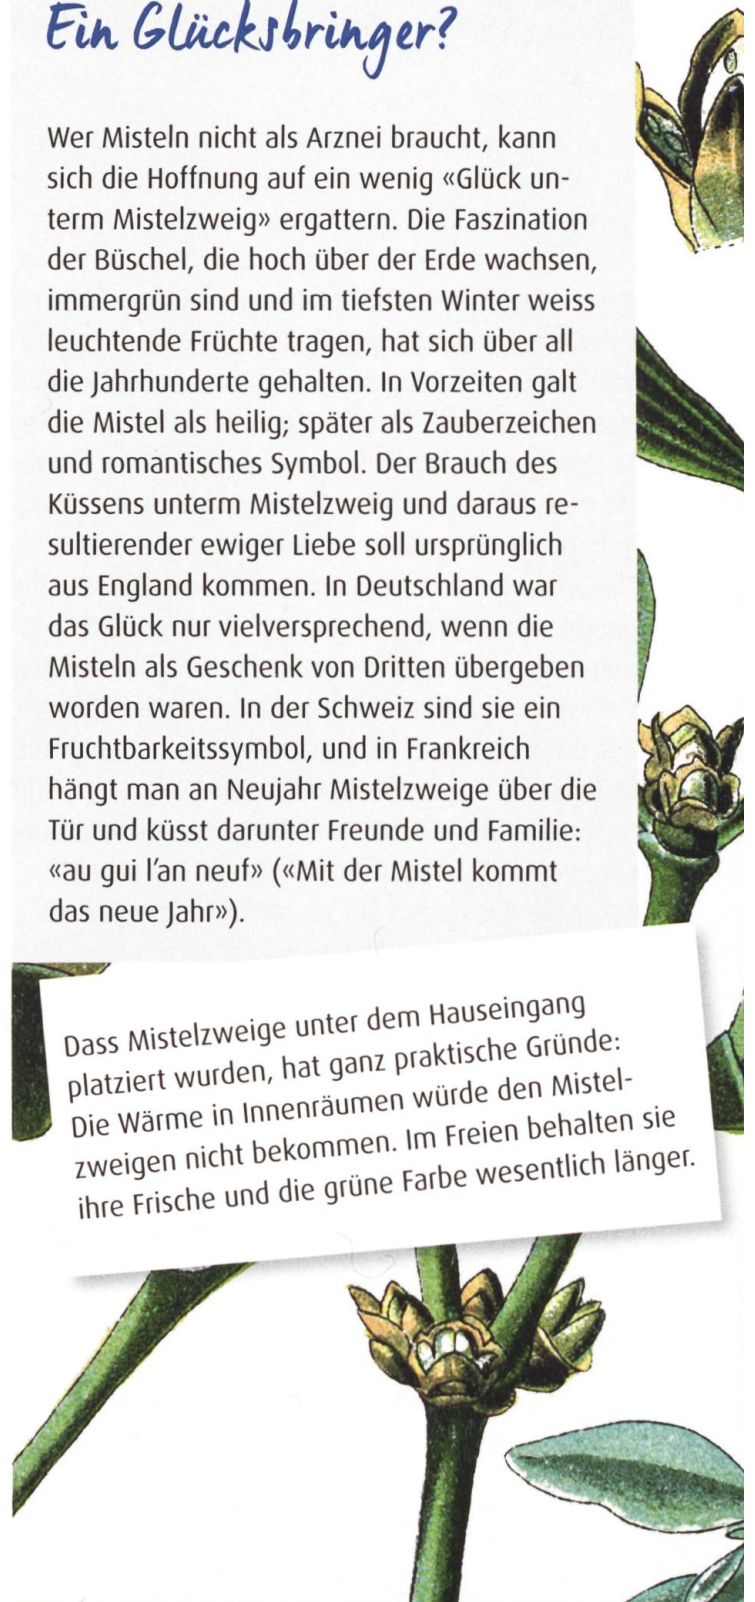 Ein Glücksbringer?
Wer Misteln nicht als Arznei braucht, kann
sich die Hoffnung auf ein wenig «Glück un-
term Mistelzweig» ergattern. Die Faszination
der Büschel, die hoch über der Erde wachsen,
immergrün sind und im tiefsten Winter weiss
leuchtende Früchte tragen, hat sich über all
die Jahrhunderte gehalten. In Vorzeiten galt
die Mistel als heilig; später als Zauberzeichen
und romantisches Symbol. Der Brauch des
Küssens unterm Mistelzweig und daraus re-
sultierender ewiger Liebe soll ursprünglich
aus England kommen. In Deutschland war
das Glück nur vielversprechend, wenn die
Misteln als Geschenk von Dritten übergeben
worden waren. In der Schweiz sind sie ein
Fruchtbarkeitssymbol, und in Frankreich
hängt man an Neujahr Mistelzweige über die
Tür und küsst darunter Freunde und Familie:
«au gui l'an neuf» («Mit der Mistel kommt
das neue Jahr»).
Dass Mistelzweige unter dem Hauseingang
platziert wurden, hat ganz praktische Gründe:
Die Wärme in Innenräumen würde den Mistel-
zweigen nicht bekommen. Im Freien behalten sie
ihre Frische und die grüne Farbe wesentlich länger.